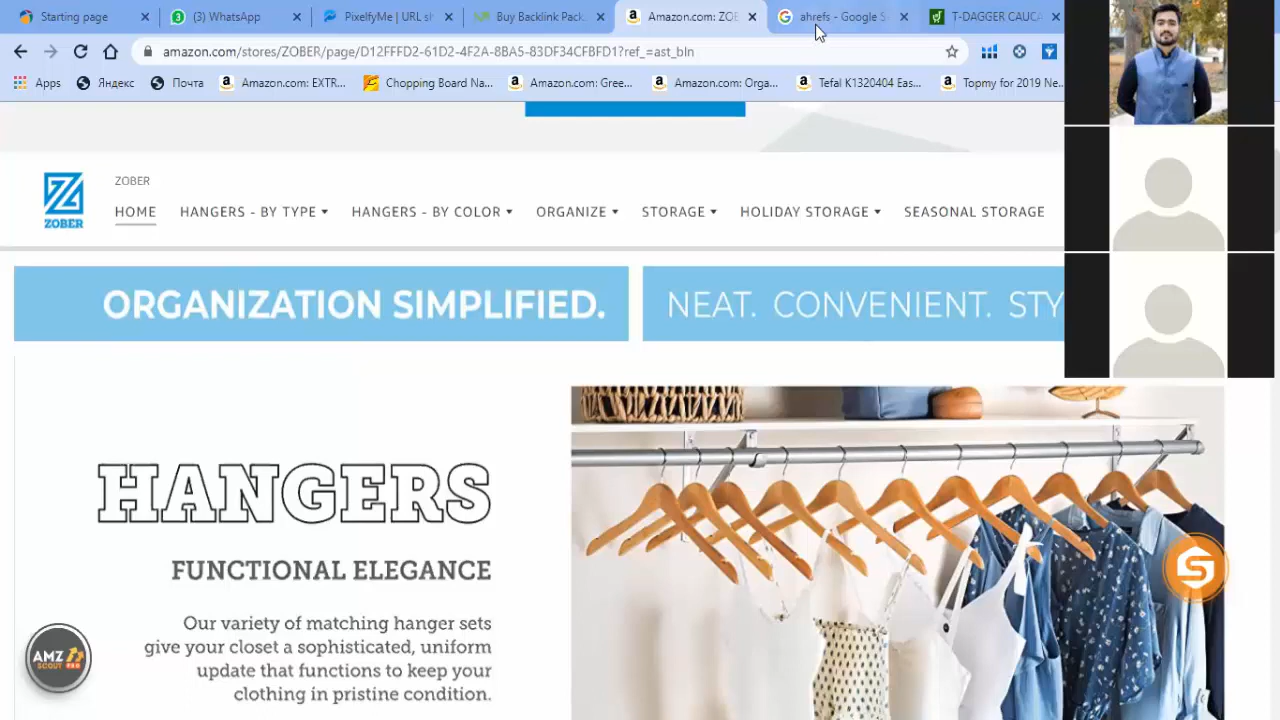 Starting page
(3) WhatsApp
PixelfyMe | URL sh
Buy Backlink Pack
Amazon.com: ZO
ahrefs - Google S
T-DAGGER CAUCA
amazon.com/stores/ZOBER/page/D12FFFD2-61D2-4F2A-8BA5-83DF34CFBFD1?ref_=ast_bln
Apps
Яндекс
Почта
Amazon.com: EXTR...
Chopping Board Na...
Amazon.com: Gree...
Amazon.com: Orga...
Tefal K1320404 Eas...
Topmy for 2019 Ne...
ZOBER
ZOBER
HOME
HANGERS - BY TYPE
HANGERS - BY COLOR
ORGANIZE
STORAGE
HOLIDAY STORAGE
SEASONAL STORAGE
ORGANIZATION SIMPLIFIED.
NEAT. CONVENIENT. STY
HANGERS
FUNCTIONAL ELEGANCE
Our variety of matching hanger sets
give your closet a sophisticated, uniform
update that functions to keep your
clothing in pristine condition.
AMZ
SCOUT PRO